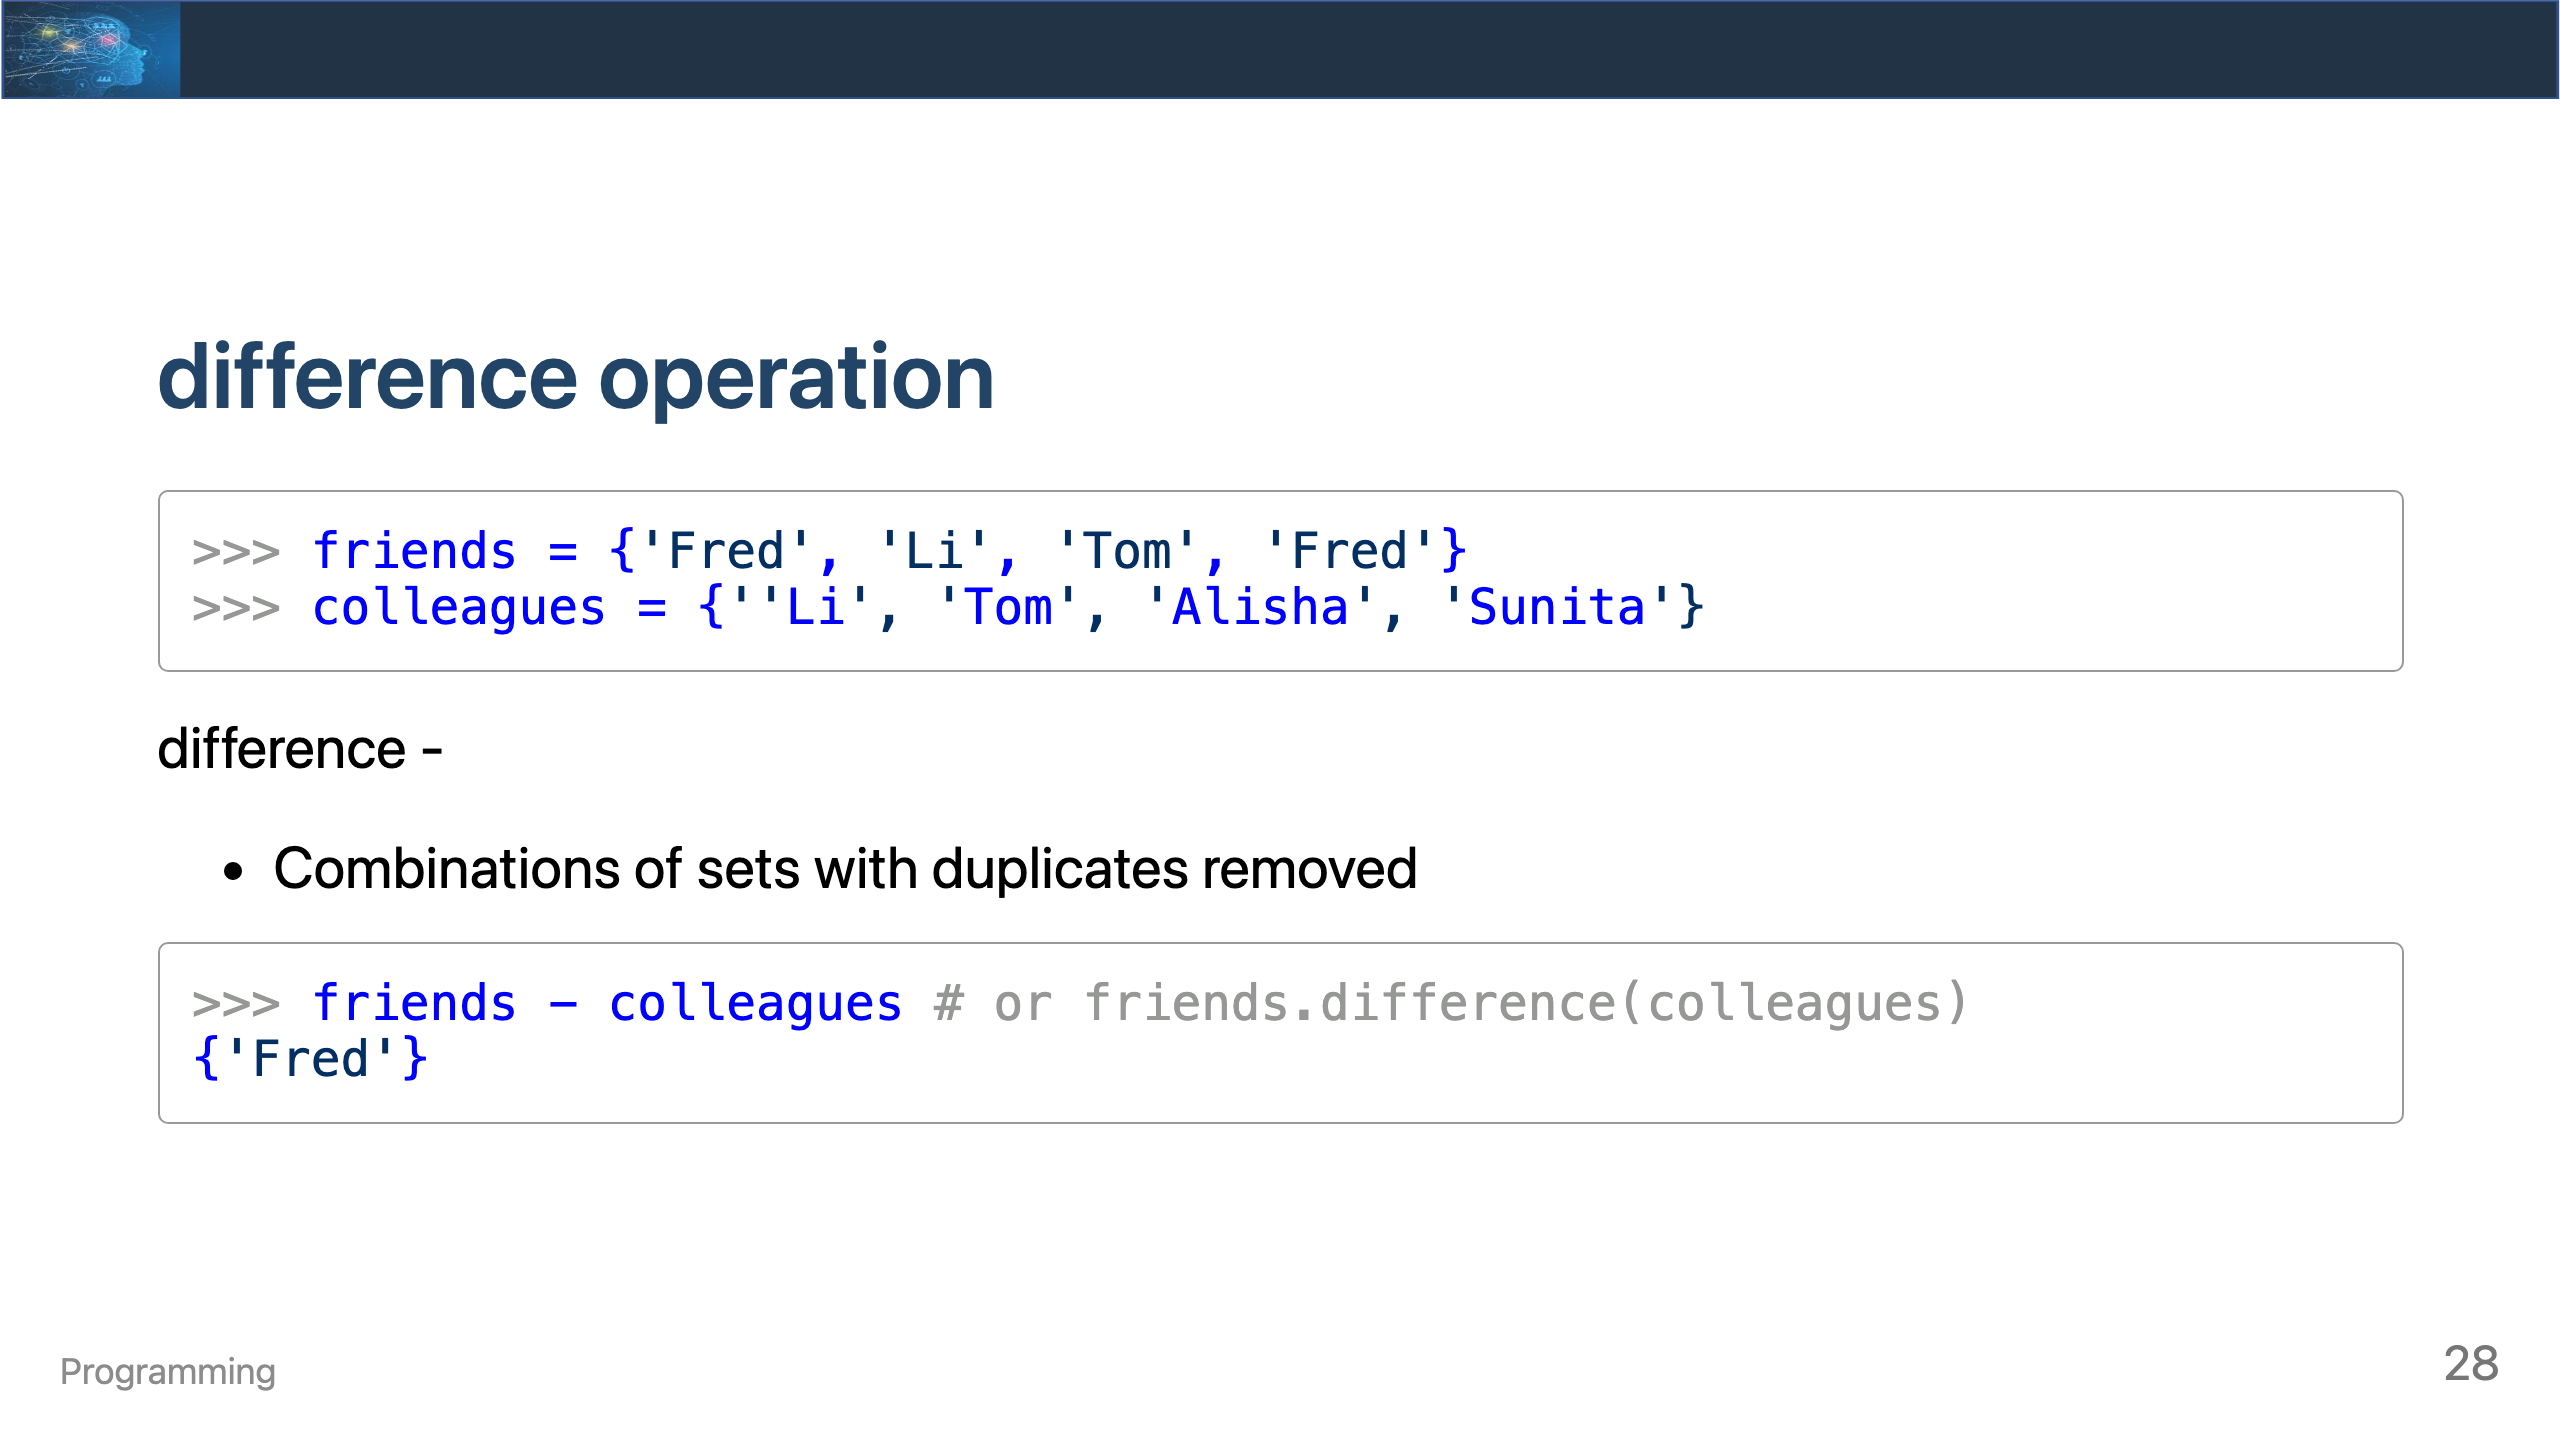 difference operation
>>> friends = {'Fred', 'Li', 'Tom', 'Fred'}
>>> colleagues = {''Li', 'Tom', 'Alisha', 'Sunita'}
difference -
• Combinations of sets with duplicates removed
>>> friends - colleagues # or friends.difference(colleagues)
{'Fred'}
Programming
28